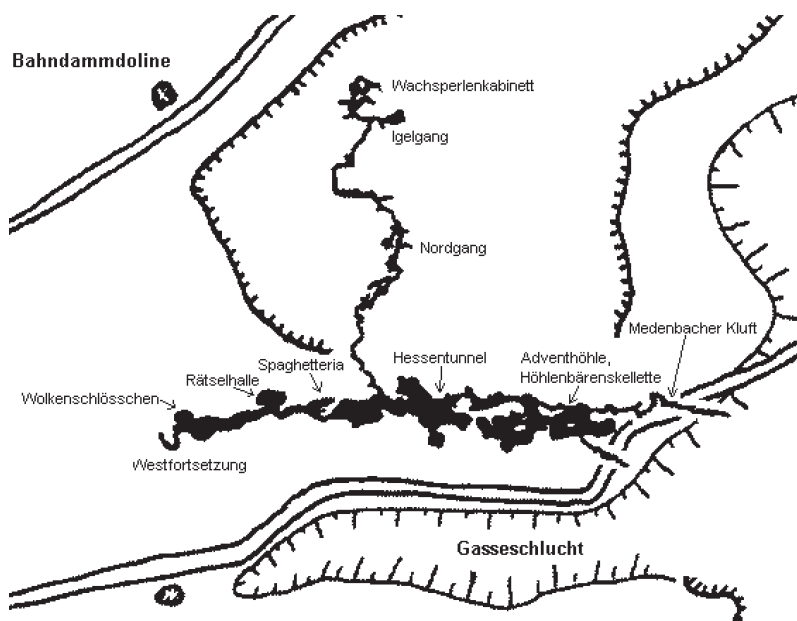 Bahndammdoline
Wachsperlenkabinett
Igelgang
Nordgang
Medenbacher Kluft
Hessentunnel
Adventhöhle,
Höhlenbärenskellette
Spaghetteria
Rätselhalle
Wolkenschlösschen
Westfortsetzung
Gasseschlucht